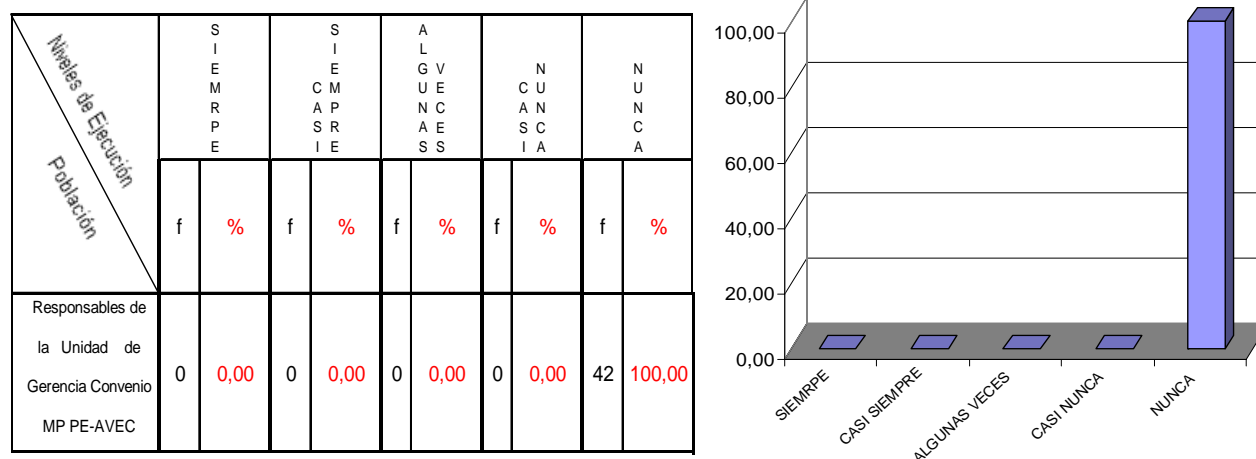 Niveles de Ejecución
Población
SIEMRPE
CASI SIEMPRE
ALGUNAS VECES
CASI NUNCA
NUNCA
f % f % f % f % f %
Responsables de
la Unidad de
Gerencia Convenio
MP PE-AVEC
0 0,00 0 0,00 0 0,00 0 0,00 42 100,00
100,00
80,00
60,00
40,00
20,00
0,00
SIEMRPE
CASI SIEMPRE
ALGUNAS VECES
CASI NUNCA
NUNCA